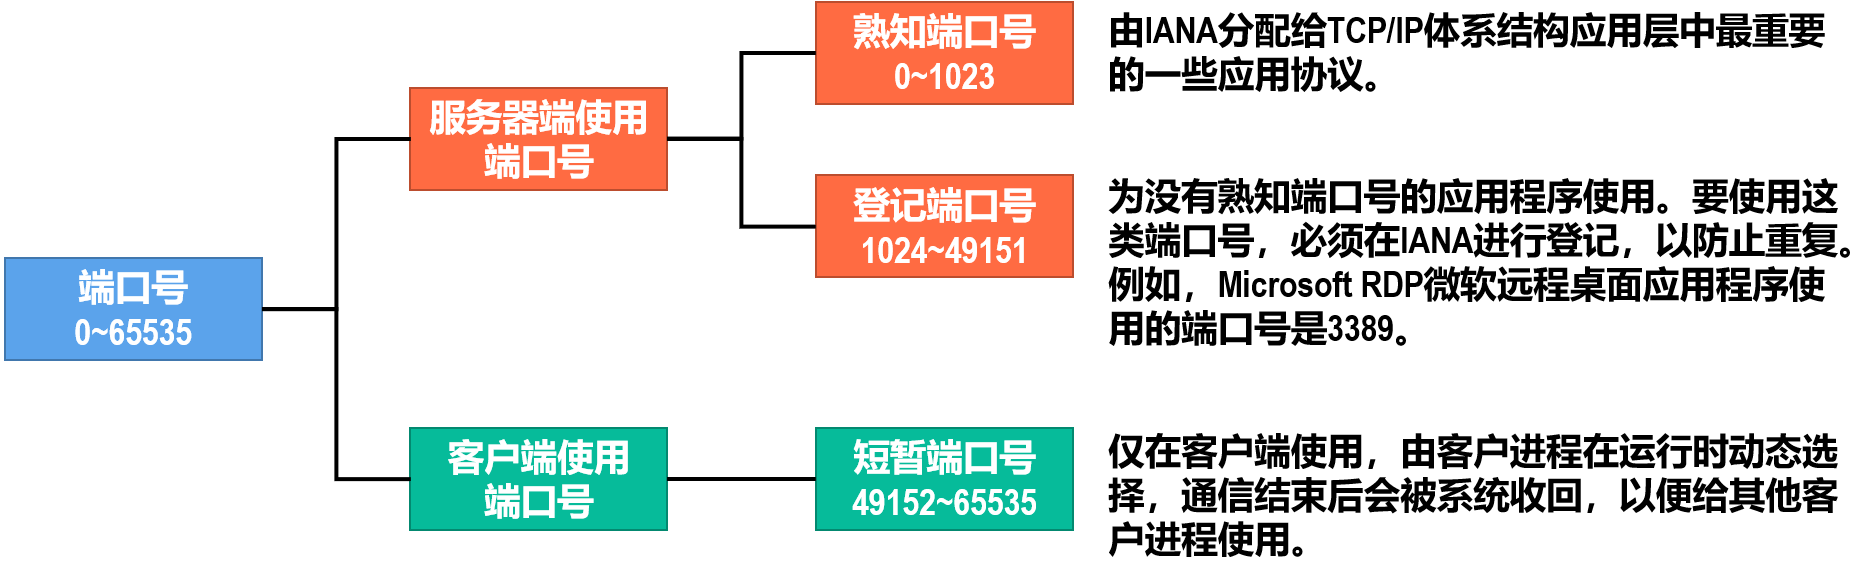 端口号
0~65535
服务器端使用
端口号
熟知端口号
0~1023
由IANA分配给TCP/IP体系结构应用层中最重要
的一些应用协议。
登记端口号
1024~49151
为没有熟知端口号的应用程序使用。要使用这
类端口号，必须在IANA进行登记，以防止重复。
例如，Microsoft RDP微软远程桌面应用程序使
用的端口号是3389。
客户端使用
端口号
短暂端口号
49152~65535
仅在客户端使用，由客户进程在运行时动态选
择，通信结束后会被系统收回，以便给其他客
户进程使用。